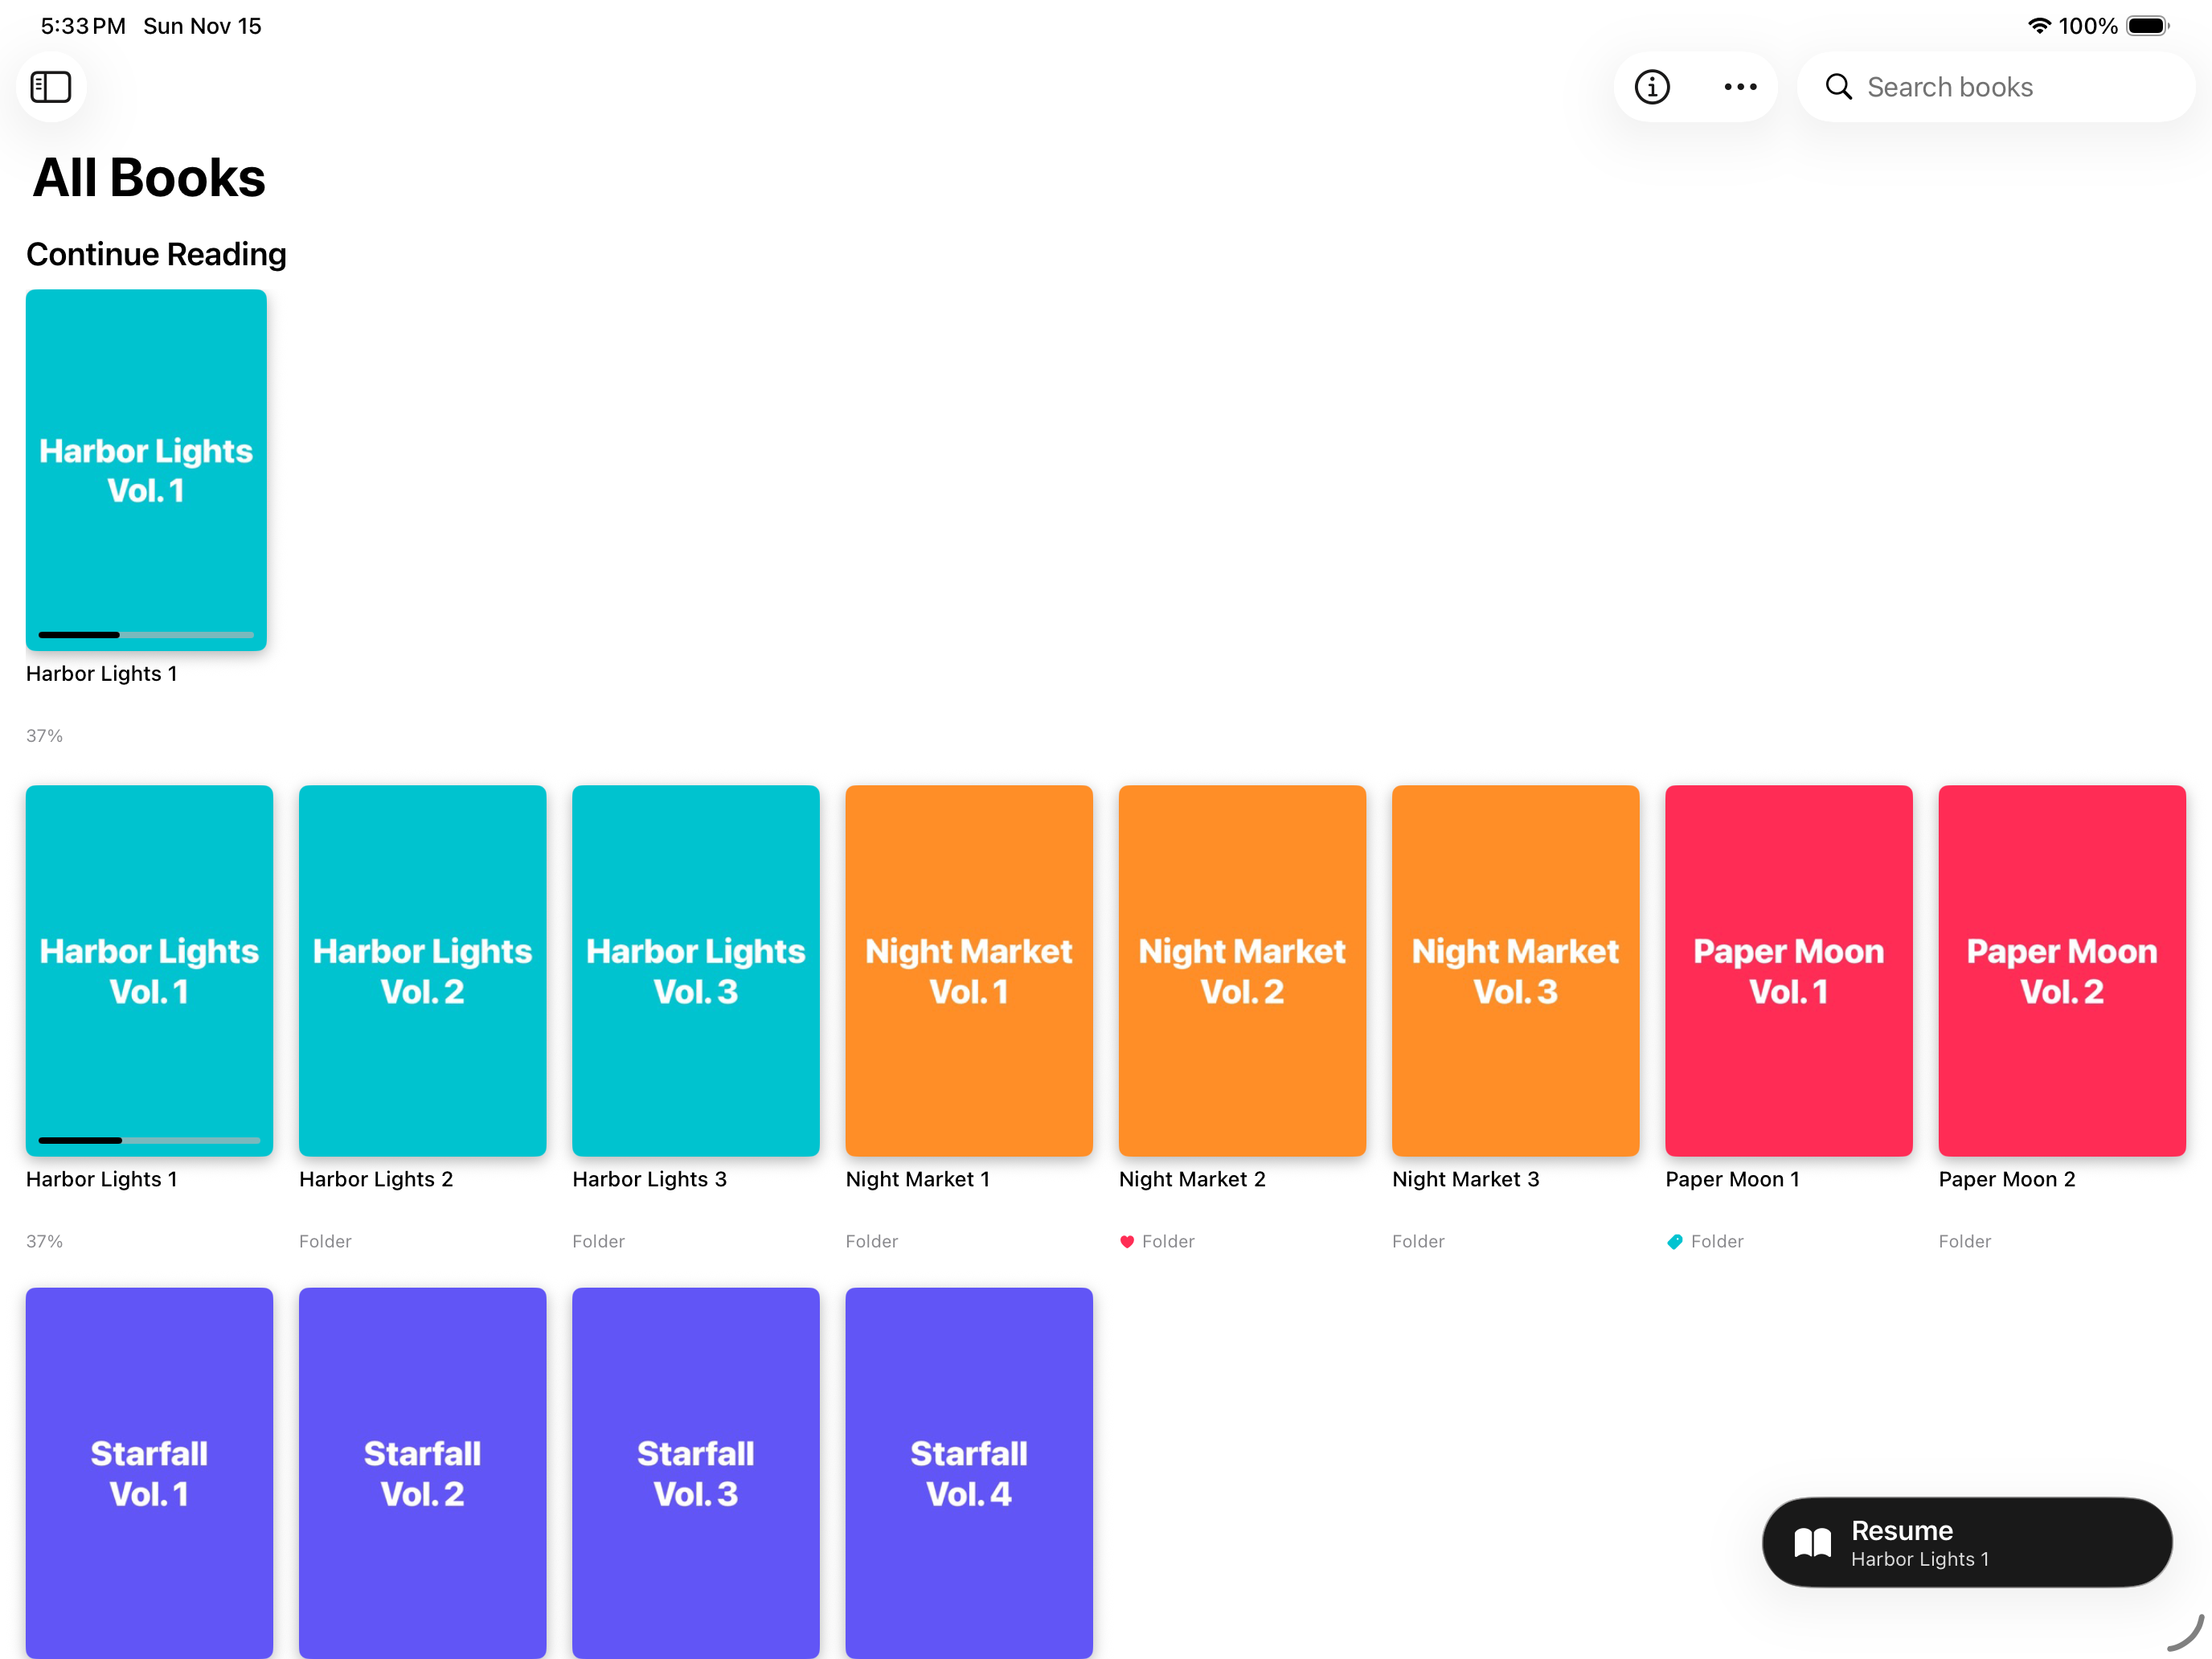 5:33 PM Sun Nov 15
100%
Search books
All Books
Continue Reading
Harbor Lights
Vol. 1
Harbor Lights 1
37%
Harbor Lights
Vol. 1
Harbor Lights 1
37%
Harbor Lights
Vol. 2
Harbor Lights 2
Folder
Harbor Lights
Vol. 3
Harbor Lights 3
Folder
Night Market
Vol. 1
Night Market 1
Folder
Night Market
Vol. 2
Night Market 2
Folder
Night Market
Vol. 3
Night Market 3
Folder
Paper Moon
Vol. 1
Paper Moon 1
Folder
Paper Moon
Vol. 2
Paper Moon 2
Folder
Starfall
Vol. 1
Starfall
Vol. 2
Starfall
Vol. 3
Starfall
Vol. 4
Resume
Harbor Lights 1